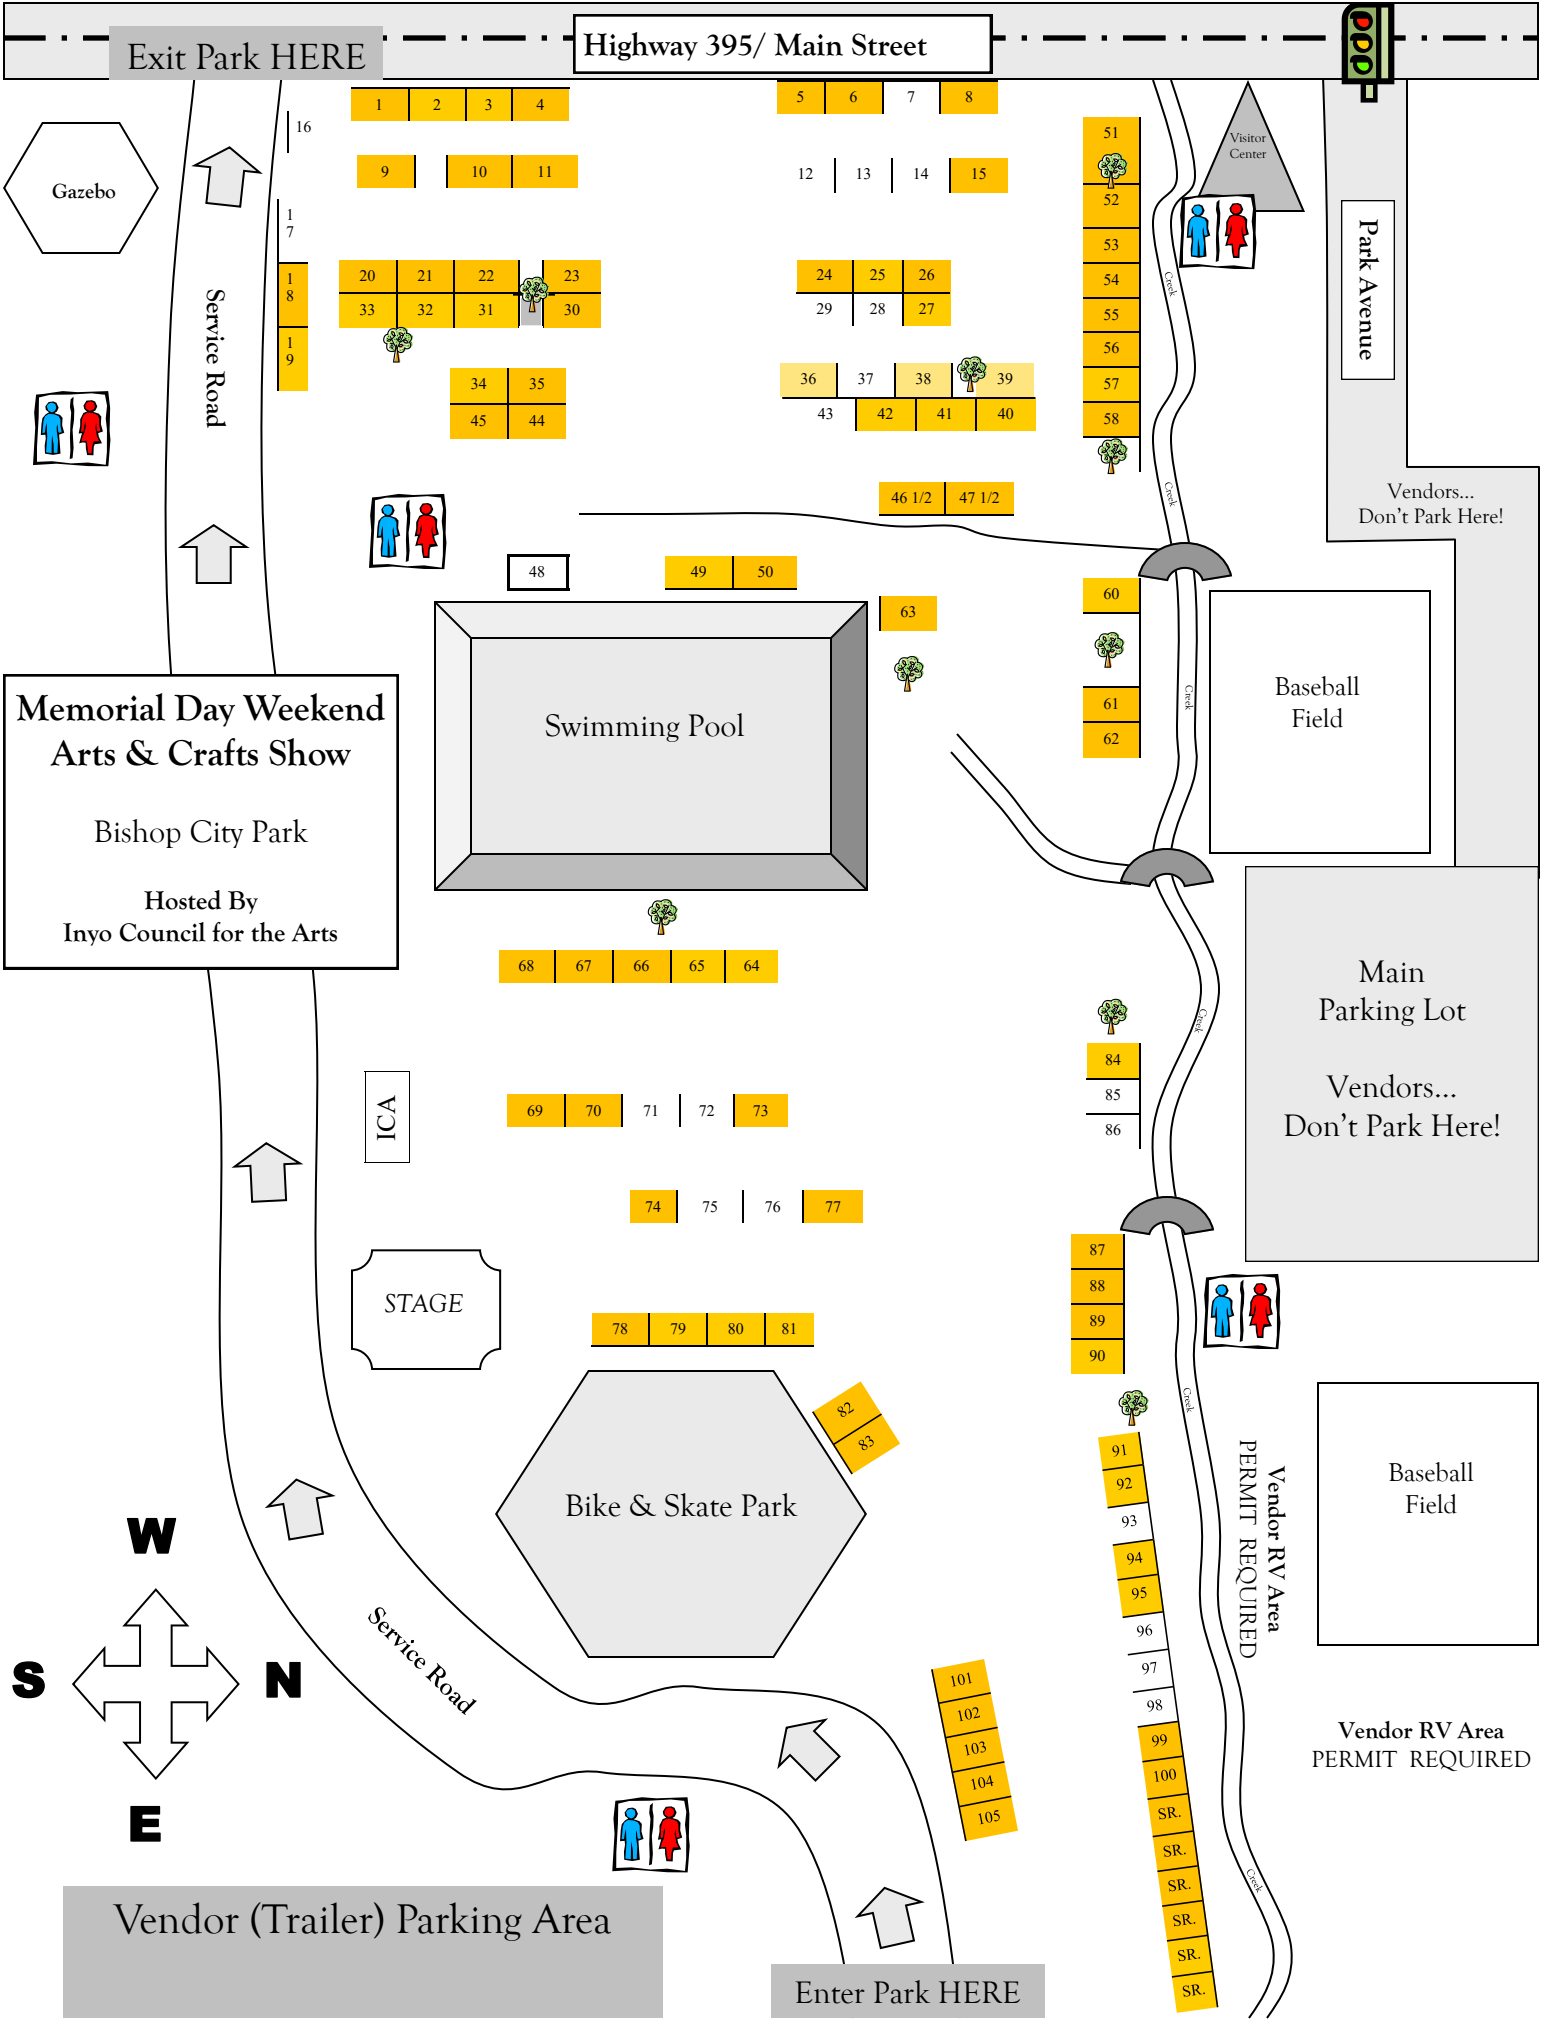 Highway 395/ Main Street
Exit Park HERE
1 2 3 4
5 6 7 8
16
51
Visitor
Center
Gazebo
9 10 11
12 13 14 15
52
17
53
Park Avenue
18
20 21 22 23
24 25 26
54
Creek
33 32 31 30
29 28 27
55
Service Road
19
56
34 35
36 37 38 39
57
45 44
43 42 41 40
58
46 1/2 47 1/2
Creek
Vendors...
Don't Park Here!
48
49 50
60
63
Memorial Day Weekend
Arts & Crafts Show
Bishop City Park
Hosted By
Inyo Council for the Arts
Swimming Pool
61
62
Creek
Baseball
Field
68 67 66 65 64
Main
Parking Lot
Vendors...
Don't Park Here!
Creek
84
85
86
ICA
69 70 71 72 73
74 75 76 77
87
88
89
90
STAGE
78 79 80 81
82
83
Creek
Bike & Skate Park
91
92
93
94
95
96
97
98
99
100
SR.
SR.
SR.
SR.
SR.
SR.
Vendor RV Area
PERMIT REQUIRED
Baseball
Field
W
S N
E
Service Road
101
102
103
104
105
Vendor RV Area
PERMIT REQUIRED
Creek
Vendor (Trailer) Parking Area
Enter Park HERE